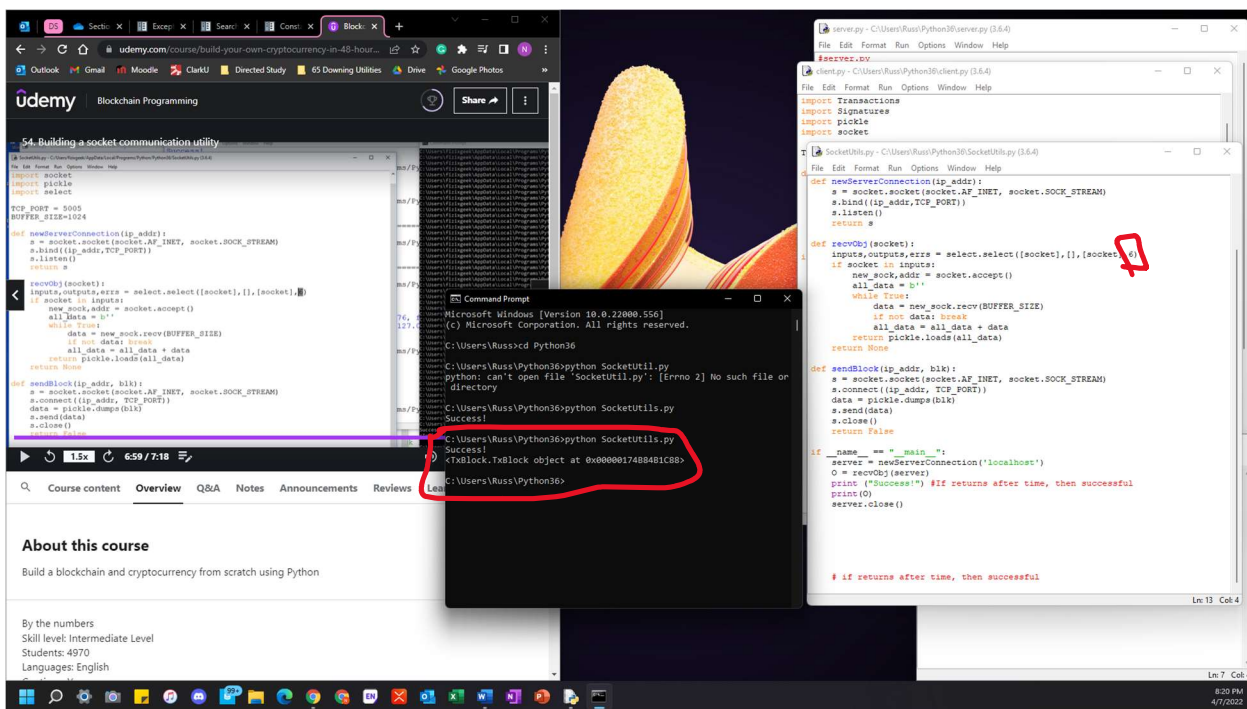 Sectio
Excep
Search
Consta
Blockc
udemy.com/course/build-your-own-cryptocurrency-in-48-hour...
Outlook
Gmail
Moodle
ClarkU
Directed Study
65 Downing Utilities
Drive
Google Photos
»
ûdemy
Blockchain Programming
Share
54. Building a socket communication utility
File Edit Format Run Options Window Help
import socket
import pickle
import select
TCP_PORT = 5005
BUFFER_SIZE=1024
def newServerConnection(ip_addr):
s = socket.socket(socket.AF_INET, socket.SOCK_STREAM)
s.bind((ip_addr,TCP_PORT))
s.listen()
return s
recvObj(socket):
inputs,outputs,errs = select.select([socket],[],[socket],
if socket in inputs:
new_sock,addr = socket.accept()
all_data = b''
while True:
data = new_sock.recv(BUFFER_SIZE)
if not data: break
all_data = all_data + data
return pickle.loads(all_data)
return None
def sendBlock(ip_addr, blk):
s = socket.socket(socket.AF_INET, socket.SOCK_STREAM)
s.connect((ip_addr, TCP_PORT))
data = pickle.dumps(blk)
s.send(data)
s.close()
return False
1.5x
6:59 / 7:18
Course content
Overview
Q&A
Notes
Announcements
Reviews
About this course
Build a blockchain and cryptocurrency from scratch using Python
By the numbers
Skill level: Intermediate Level
Students: 4970
Languages: English
Command Prompt
Microsoft Windows [Version 10.0.22000.556]
(c) Microsoft Corporation. All rights reserved.
C:\Users\Russ>cd Python36
C:\Users\Russ\Python36>python SocketUtil.py
python: can't open file 'SocketUtil.py': [Errno 2] No such file or
directory
C:\Users\Russ\Python36>python SocketUtils.py
Success!
C:\Users\Russ\Python36>python SocketUtils.py
Success!
<TxBlock.TxBlock object at 0x00000174B84B1C88>
C:\Users\Russ\Python36>
server.py - C:\Users\Russ\Python36\server.py (3.6.4)
File Edit Format Run Options Window Help
#server.py
client.py - C:\Users\Russ\Python36\client.py (3.6.4)
File Edit Format Run Options Window Help
import Transactions
import Signatures
import pickle
import socket
SocketUtils.py - C:\Users\Russ\Python36\SocketUtils.py (3.6.4)
File Edit Format Run Options Window Help
def newServerConnection(ip_addr):
s = socket.socket(socket.AF_INET, socket.SOCK_STREAM)
s.bind((ip_addr,TCP_PORT))
s.listen()
return s
def recvObj(socket):
inputs,outputs,errs = select.select([socket],[],[socket],6)
if socket in inputs:
new_sock,addr = socket.accept()
all_data = b''
while True:
data = new_sock.recv(BUFFER_SIZE)
if not data: break
all_data = all_data + data
return pickle.loads(all_data)
return None
def sendBlock(ip_addr, blk):
s = socket.socket(socket.AF_INET, socket.SOCK_STREAM)
s.connect((ip_addr, TCP_PORT))
data = pickle.dumps(blk)
s.send(data)
s.close()
return False
if __name__ == "__main__":
server = newServerConnection('localhost')
O = recvObj(server)
print ("Success!") #If returns after time, then successful
print(O)
server.close()
# if returns after time, then successful
Ln: 13 Col: 4
Ln: 7 Col:
99+
8:20 PM
4/7/2022